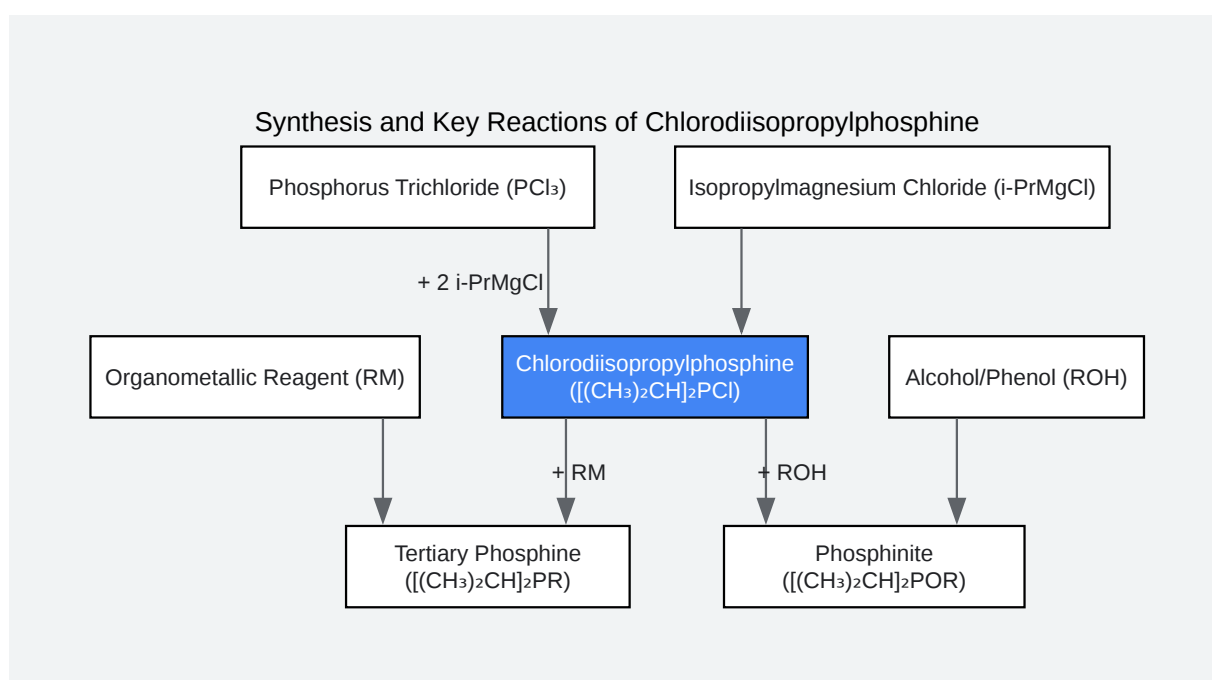 Synthesis and Key Reactions of Chlorodiisopropylphosphine
Phosphorus Trichloride (PCl₃)
Isopropylmagnesium Chloride (i-PrMgCl)
+ 2 i-PrMgCl
Organometallic Reagent (RM)
Chlorodiisopropylphosphine
([(CH₃)₂CH]₂PCl)
Alcohol/Phenol (ROH)
+ RM
+ ROH
Tertiary Phosphine
([(CH₃)₂CH]₂PR)
Phosphinite
([(CH₃)₂CH]₂POR)